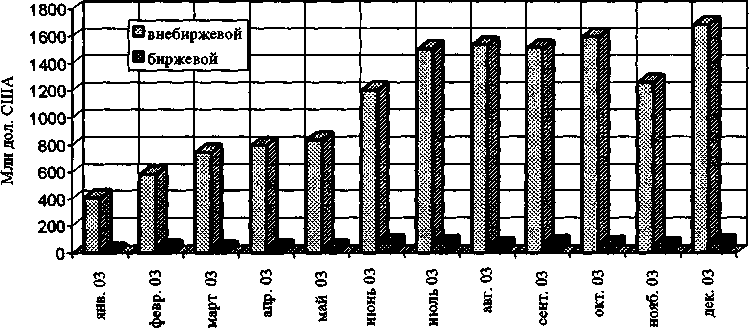 Млн дол. США
1800
1600
1400
1200
1000
800
600
400
200
0
внебиржевой
биржевой
янв. 03
февр. 03
март 03
апр. 03
май 03
июнь 03
июль 03
авг. 03
сент. 03
окт. 03
нояб. 03
дек. 03